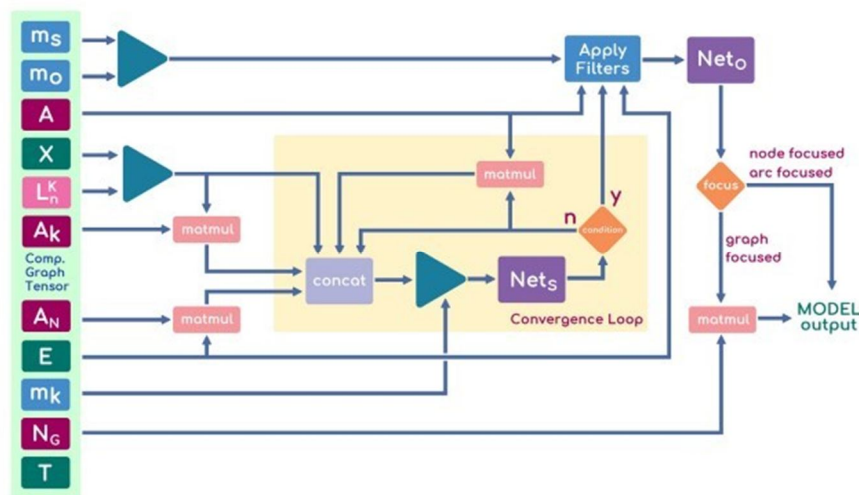 mS
mO
A
X
LnK
Ak
Comp.
Graph
Tensor
AN
E
mk
NG
T
matmul
matmul
concat
matmul
NetS
condition
n
y
Convergence Loop
Apply
Filters
NetO
focus
node focused
arc focused
graph
focused
matmul
MODEL
output